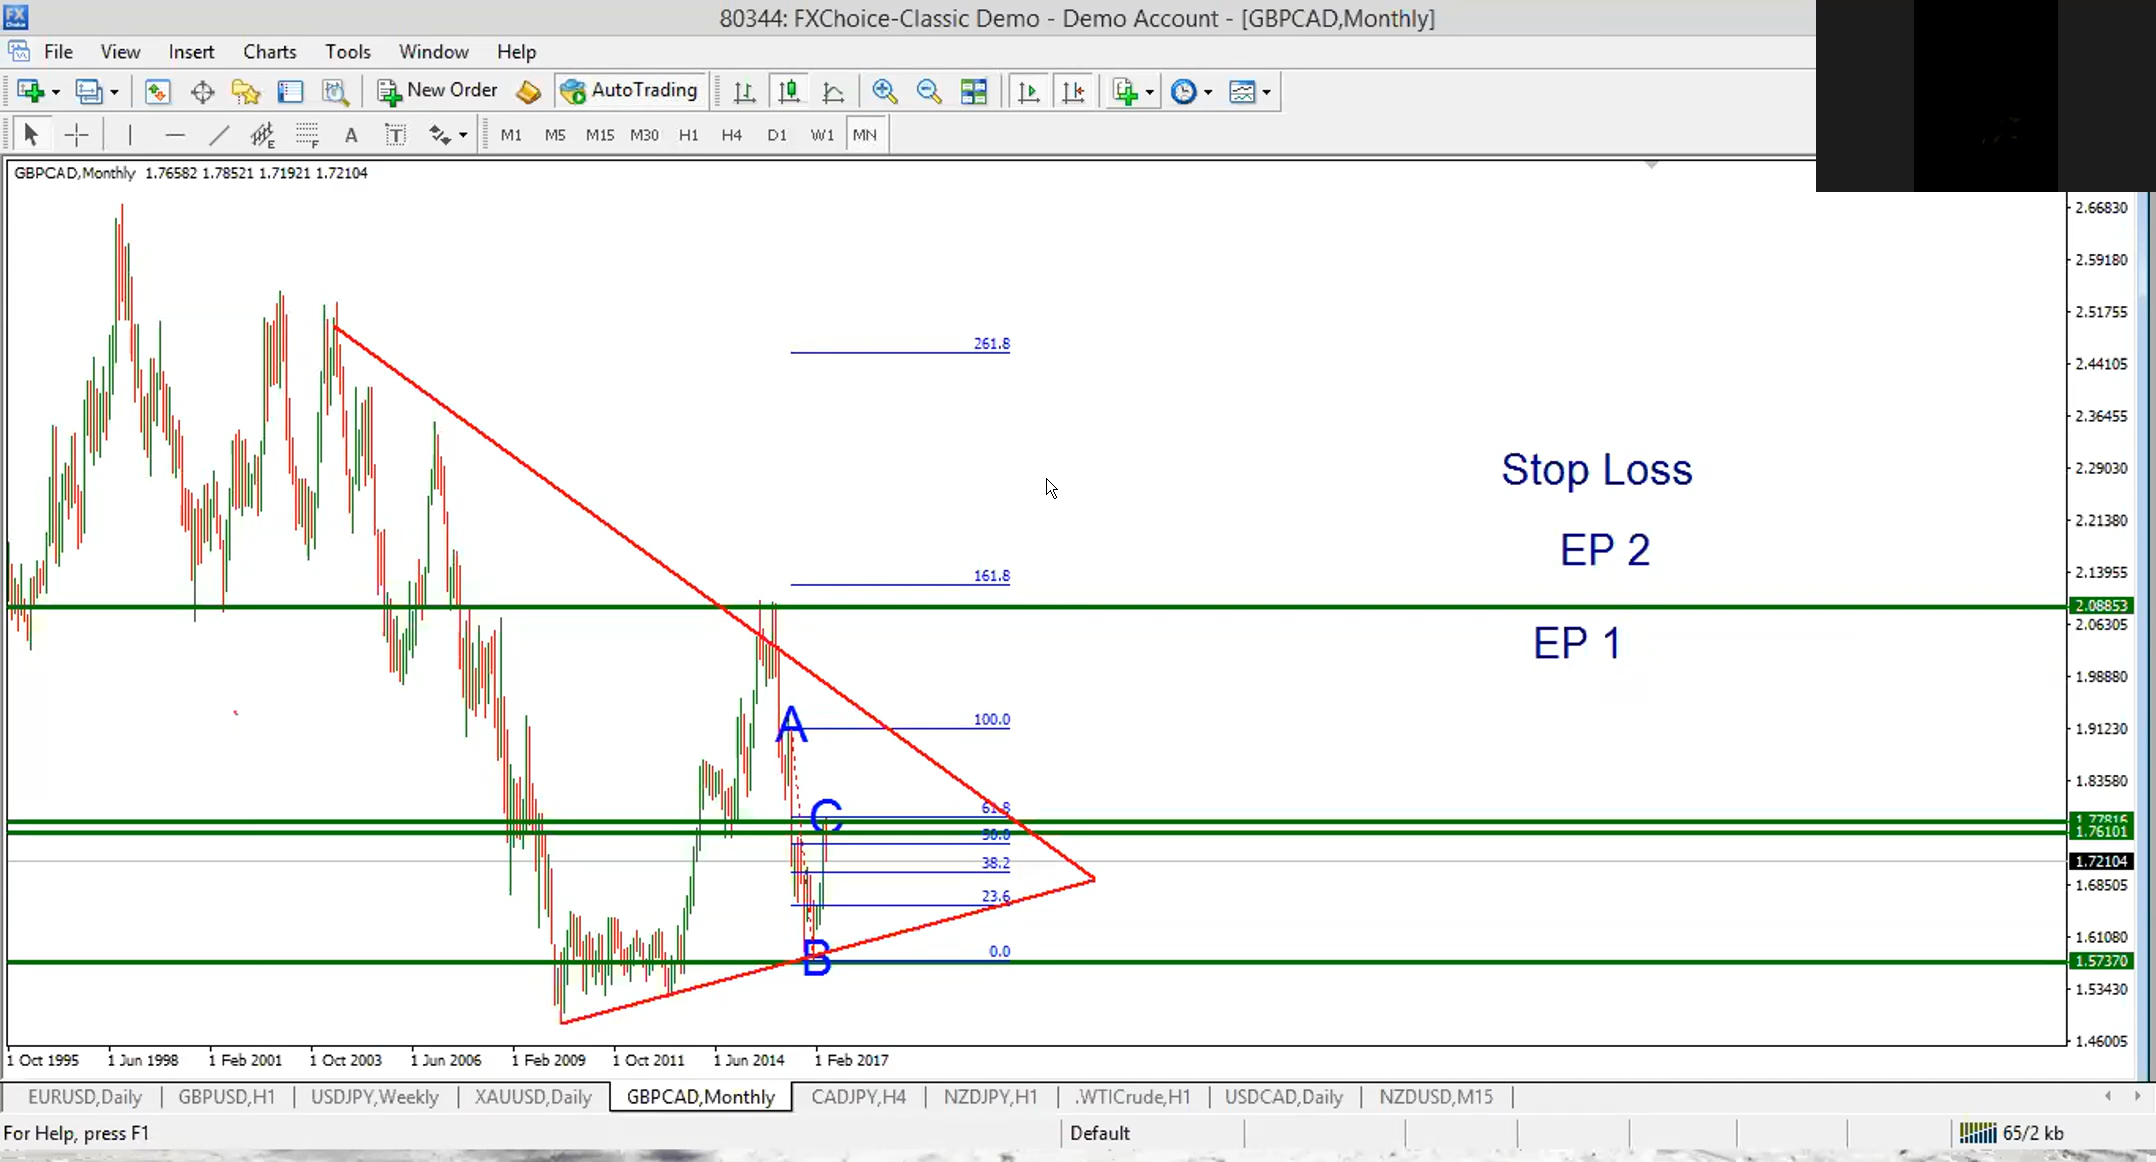 FX
Choice
80344: FXChoice-Classic Demo - Demo Account - [GBPCAD,Monthly]
File View Insert Charts Tools Window Help
New Order AutoTrading
E F A T M1 M5 M15 M30 H1 H4 D1 W1 MN
GBPCAD,Monthly 1.76582 1.78521 1.71921 1.72104
2.66830
2.59180
2.51755
261.8
2.44105
2.36455
Stop Loss
2.29030
2.21380
EP 2
161.8
2.13955
2.08853
2.06305
EP 1
1.98880
A
100.0
1.91230
1.83580
C
61.8
1.77816
1.76101
50.0
38.2
1.72104
1.68505
23.6
1.61080
B
0.0
1.57370
1.53430
1.46005
1 Oct 1995 1 Jun 1998 1 Feb 2001 1 Oct 2003 1 Jun 2006 1 Feb 2009 1 Oct 2011 1 Jun 2014 1 Feb 2017
EURUSD,Daily GBPUSD,H1 USDJPY,Weekly XAUUSD,Daily GBPCAD,Monthly CADJPY,H4 NZDJPY,H1 .WTICrude,H1 USDCAD,Daily NZDUSD,M15
For Help, press F1 Default 65/2 kb